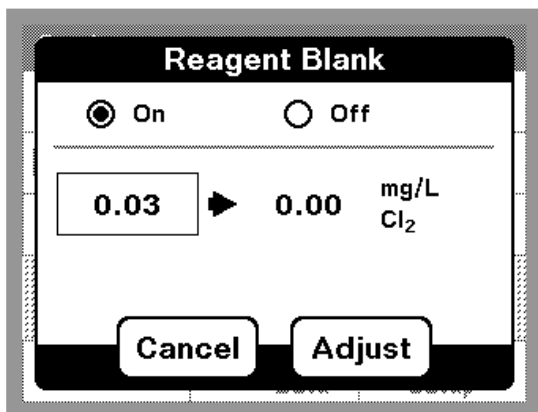 Reagent Blank
On Off
0.03 0.00 mg/L
Cl₂
Cancel Adjust